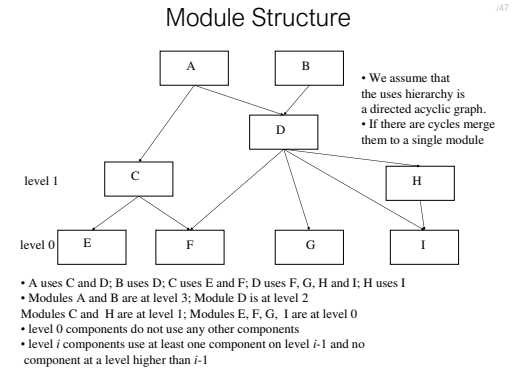 /47
Module Structure
A
B
• We assume that
the uses hierarchy is
a directed acyclic graph.
• If there are cycles merge
them to a single module
D
level 1
C
H
level 0
E
F
G
I
• A uses C and D; B uses D; C uses E and F; D uses F, G, H and I; H uses I
• Modules A and B are at level 3; Module D is at level 2
Modules C and H are at level 1; Modules E, F, G, I are at level 0
• level 0 components do not use any other components
• level i components use at least one component on level i-1 and no
component at a level higher than i-1